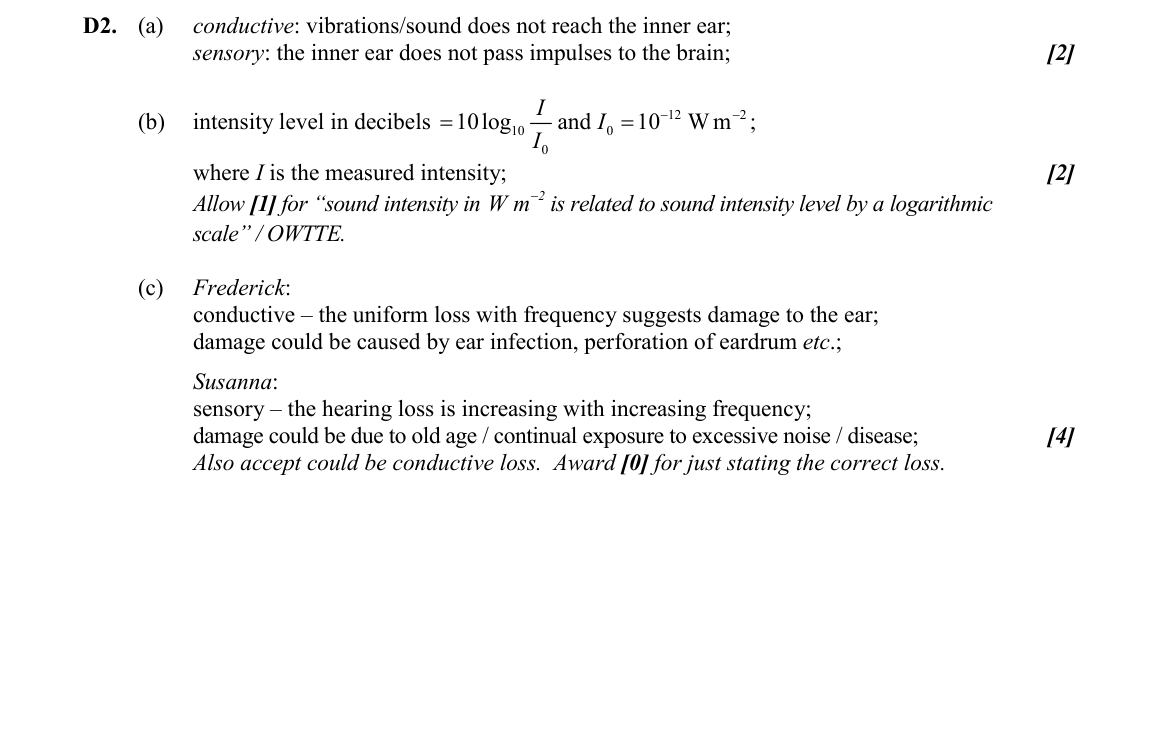 D2. (a) conductive: vibrations/sound does not reach the inner ear;
sensory: the inner ear does not pass impulses to the brain; [2]
(b) intensity level in decibels = 10 log₁₀ I/I₀ and I₀ = 10⁻¹² W m⁻²;
where I is the measured intensity; [2]
Allow [1] for “sound intensity in W m⁻² is related to sound intensity level by a logarithmic
scale” / OWTTE.
(c) Frederick:
conductive – the uniform loss with frequency suggests damage to the ear;
damage could be caused by ear infection, perforation of eardrum etc.;
Susanna:
sensory – the hearing loss is increasing with increasing frequency;
damage could be due to old age / continual exposure to excessive noise / disease; [4]
Also accept could be conductive loss. Award [0] for just stating the correct loss.